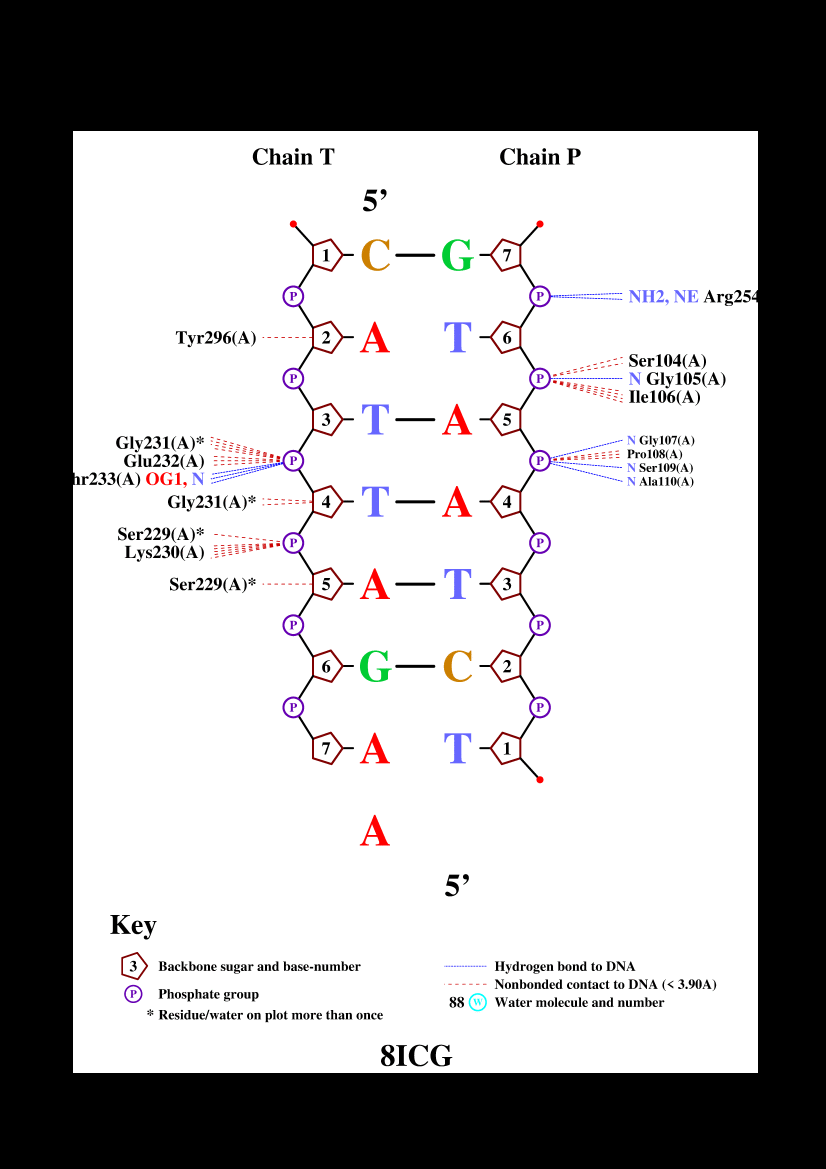 Chain T Chain P
5’
1 C G 7
P P NH2, NE Arg254
Tyr296(A) 2 A T 6
Ser104(A)
P P N Gly105(A)
Ile106(A)
3 T A 5
Gly231(A)* N Gly107(A)
Glu232(A) P P Pro108(A)
hr233(A) OG1, N N Ser109(A)
N Ala110(A)
Gly231(A)* 4 T A 4
Ser229(A)*
P P
Lys230(A)
Ser229(A)* 5 A T 3
P P
6 G C 2
P P
7 A T 1
A
5’
Key
3 Backbone sugar and base-number
P Phosphate group
* Residue/water on plot more than once
Hydrogen bond to DNA
Nonbonded contact to DNA (< 3.90A)
88 W Water molecule and number
8ICG